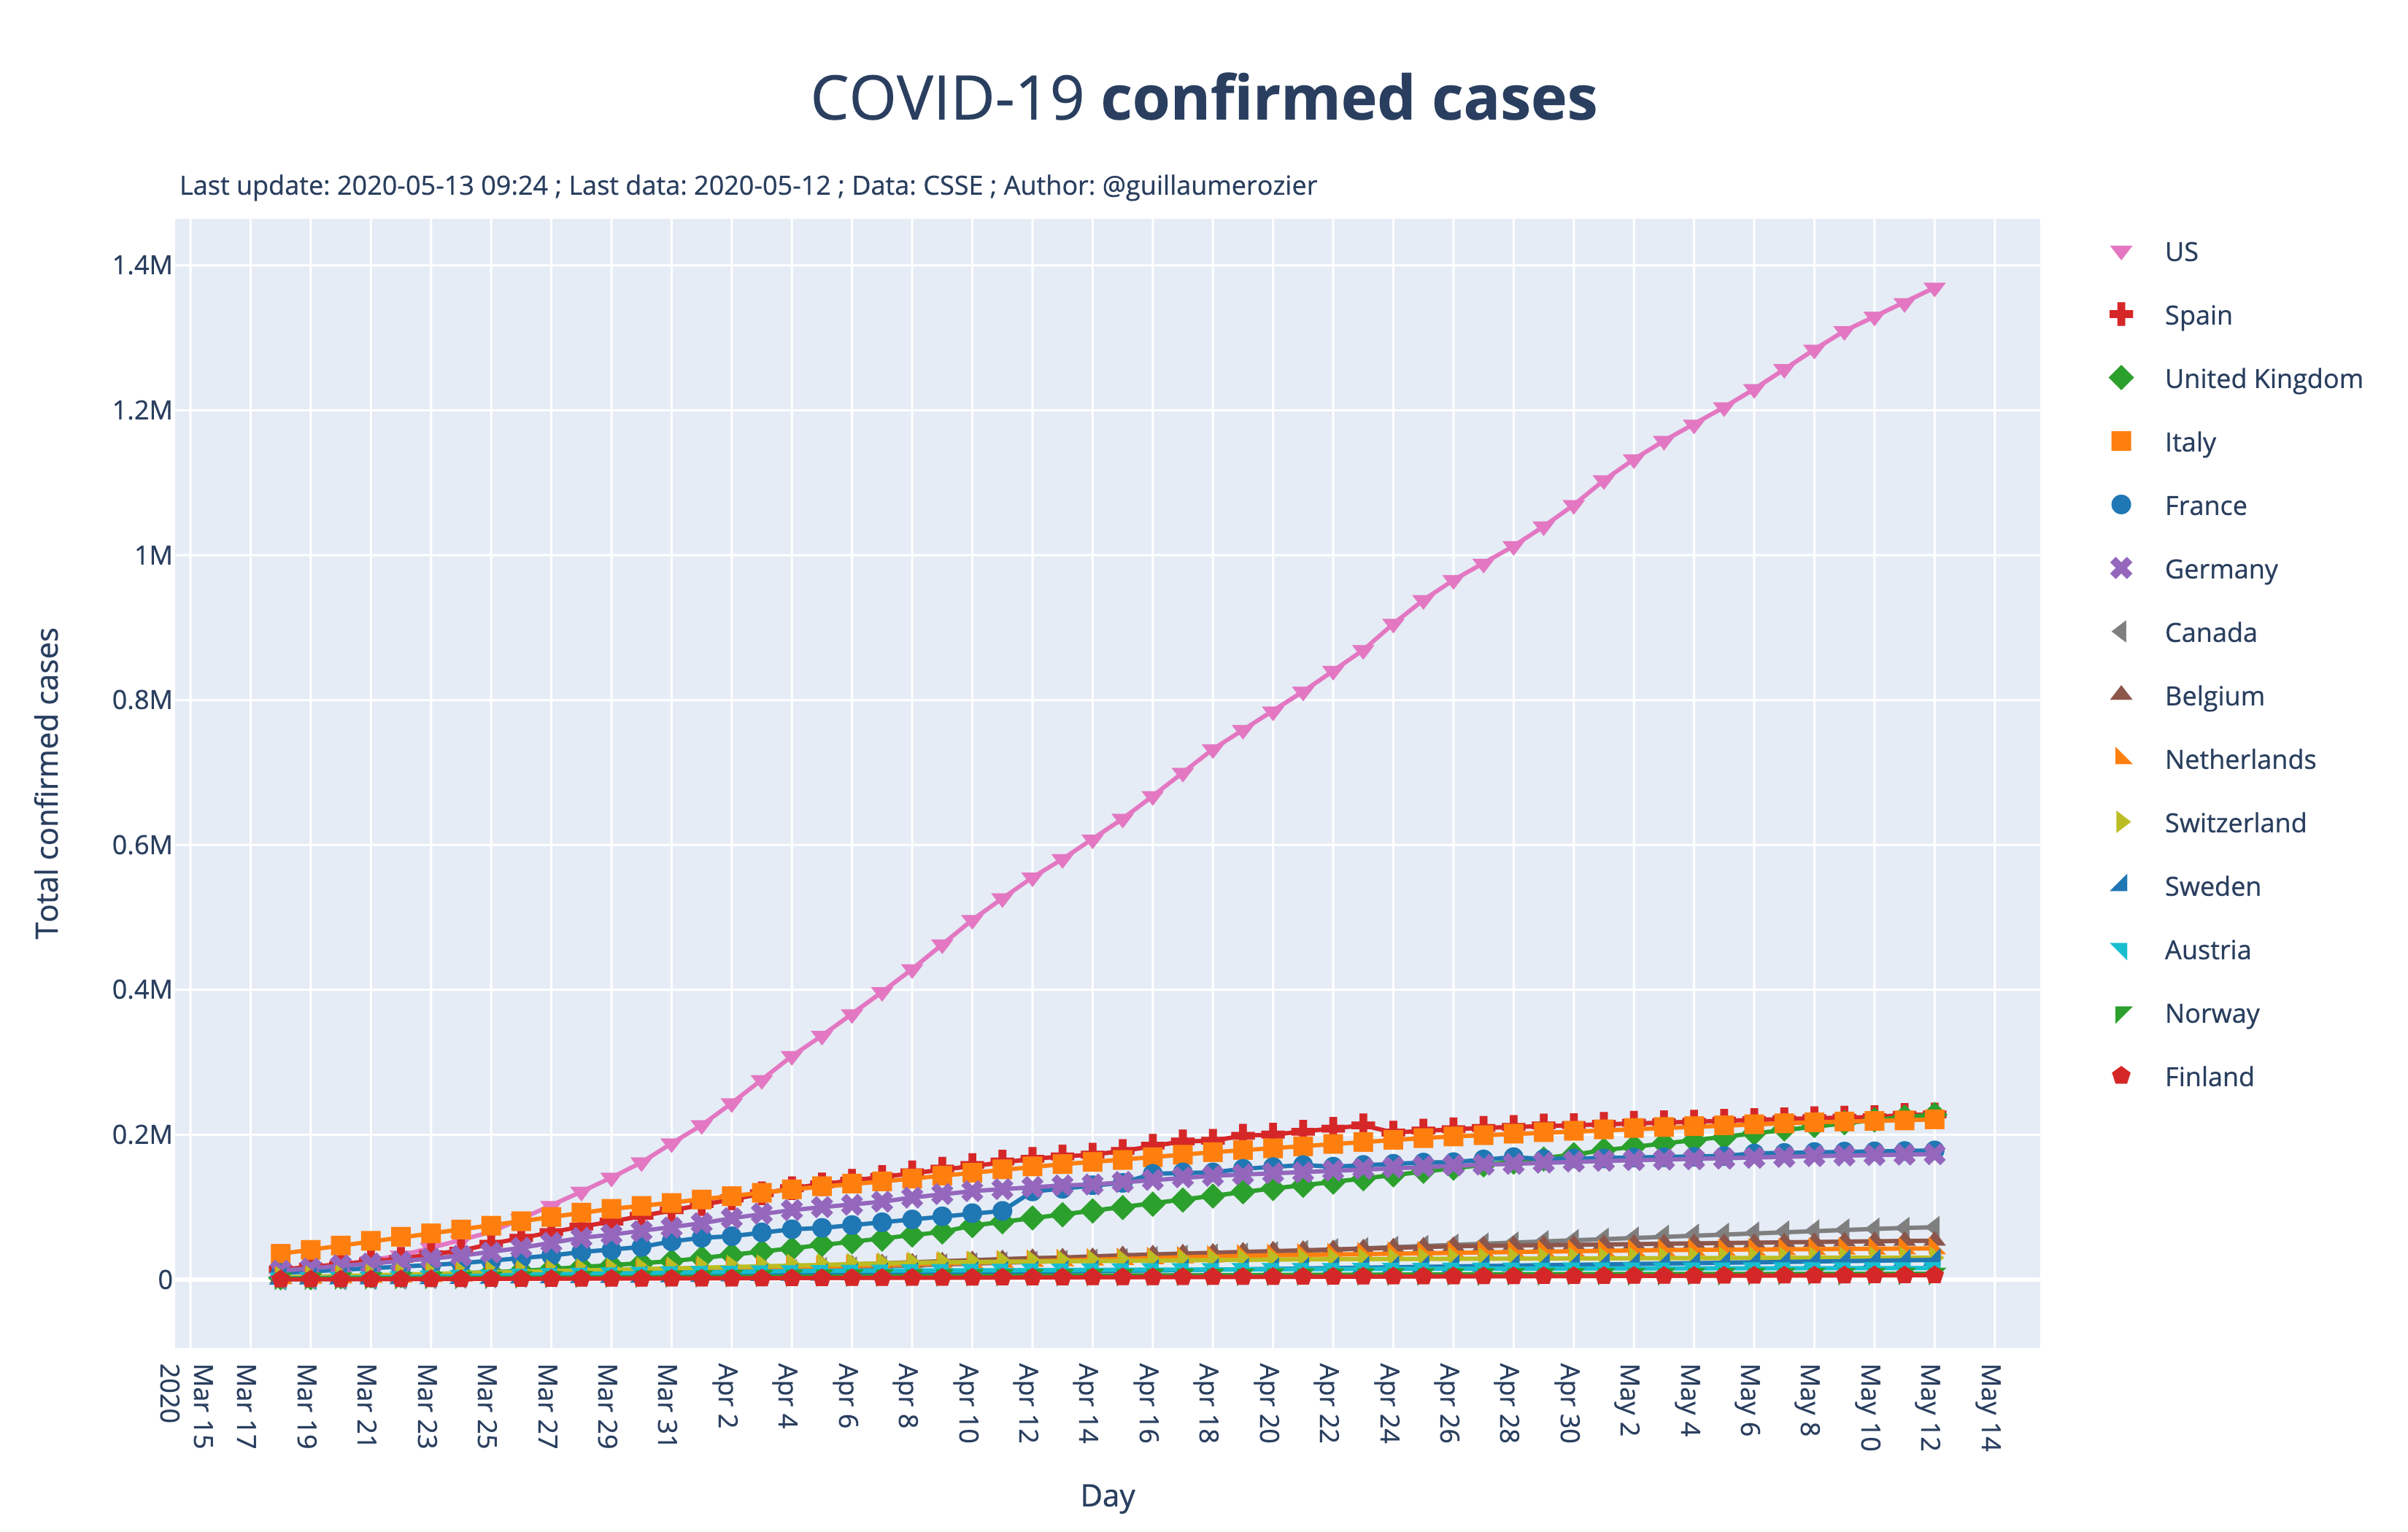 COVID-19 confirmed cases
Last update: 2020-05-13 09:24 ; Last data: 2020-05-12 ; Data: CSSE ; Author: @guillaumerozier
Total confirmed cases
1.4M
1.2M
1M
0.8M
0.6M
0.4M
0.2M
0
Mar 15
2020
Mar 17
Mar 19
Mar 21
Mar 23
Mar 25
Mar 27
Mar 29
Mar 31
Apr 2
Apr 4
Apr 6
Apr 8
Apr 10
Apr 12
Apr 14
Apr 16
Apr 18
Apr 20
Apr 22
Apr 24
Apr 26
Apr 28
Apr 30
May 2
May 4
May 6
May 8
May 10
May 12
May 14
Day
US
Spain
United Kingdom
Italy
France
Germany
Canada
Belgium
Netherlands
Switzerland
Sweden
Austria
Norway
Finland